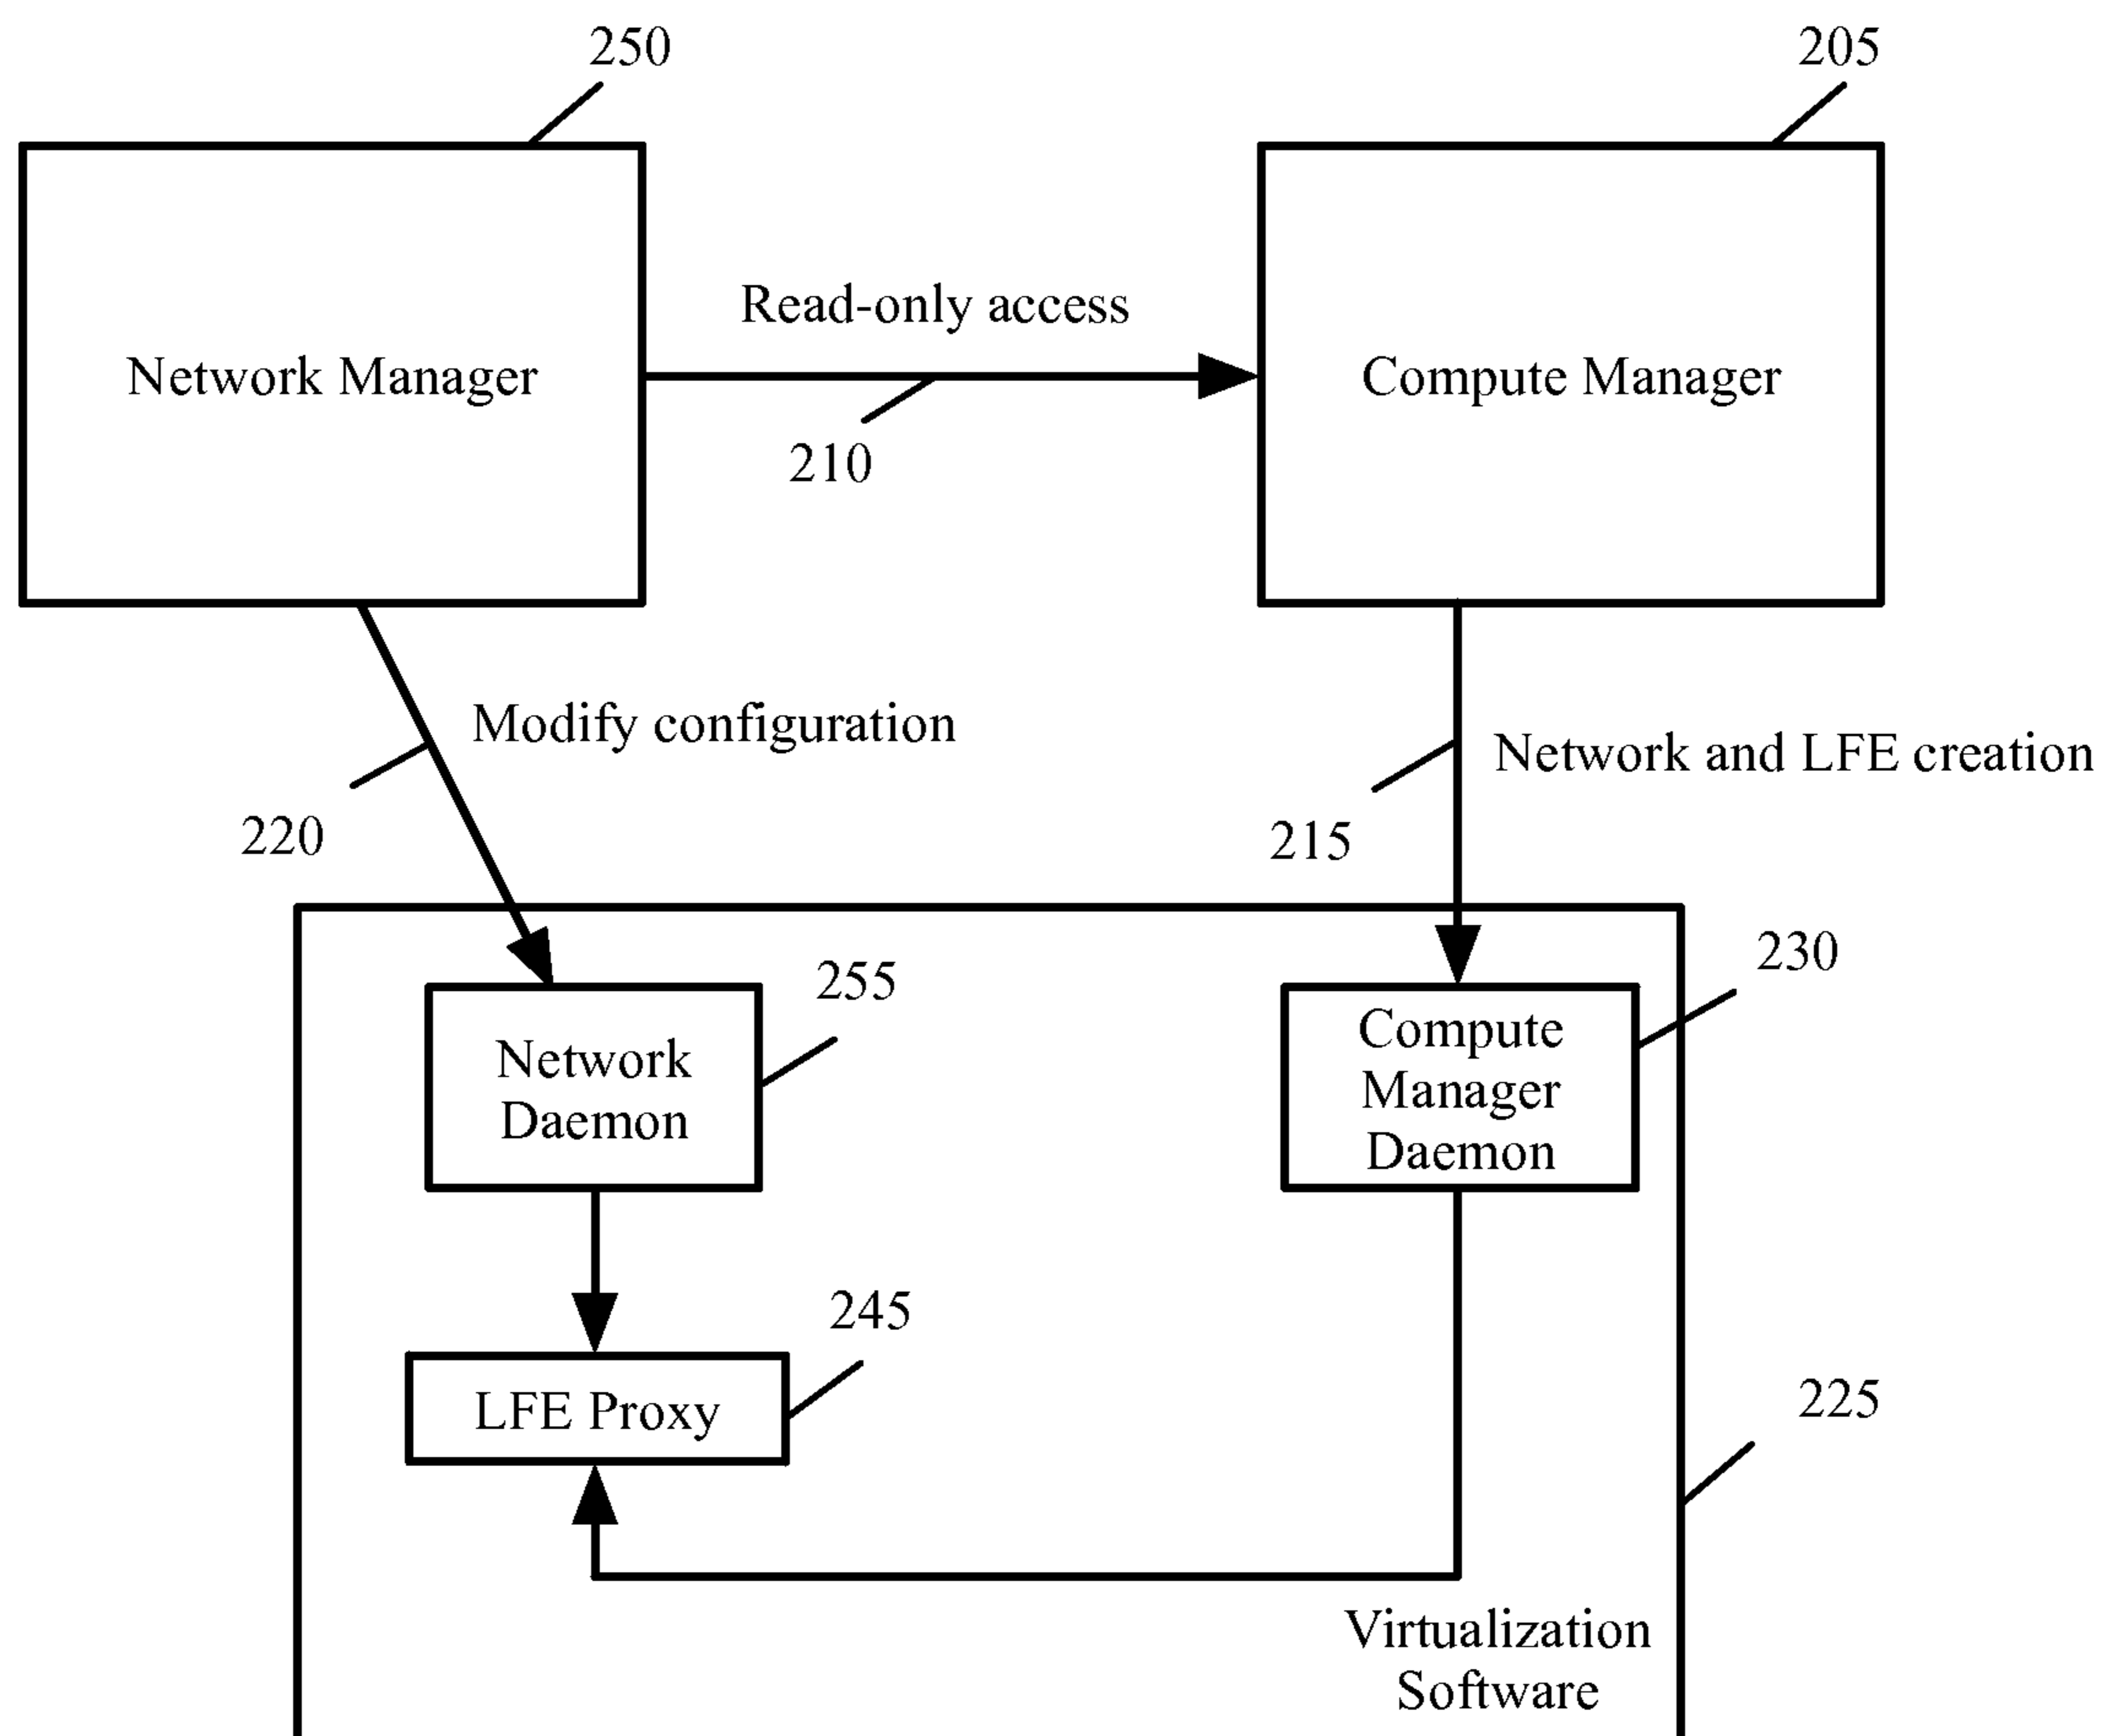 250
205
Read-only access
Network Manager
Compute Manager
210
Modify configuration
Network and LFE creation
220
215
230
255
Compute
Manager
Daemon
Network
Daemon
245
LFE Proxy
225
Virtualization
Software